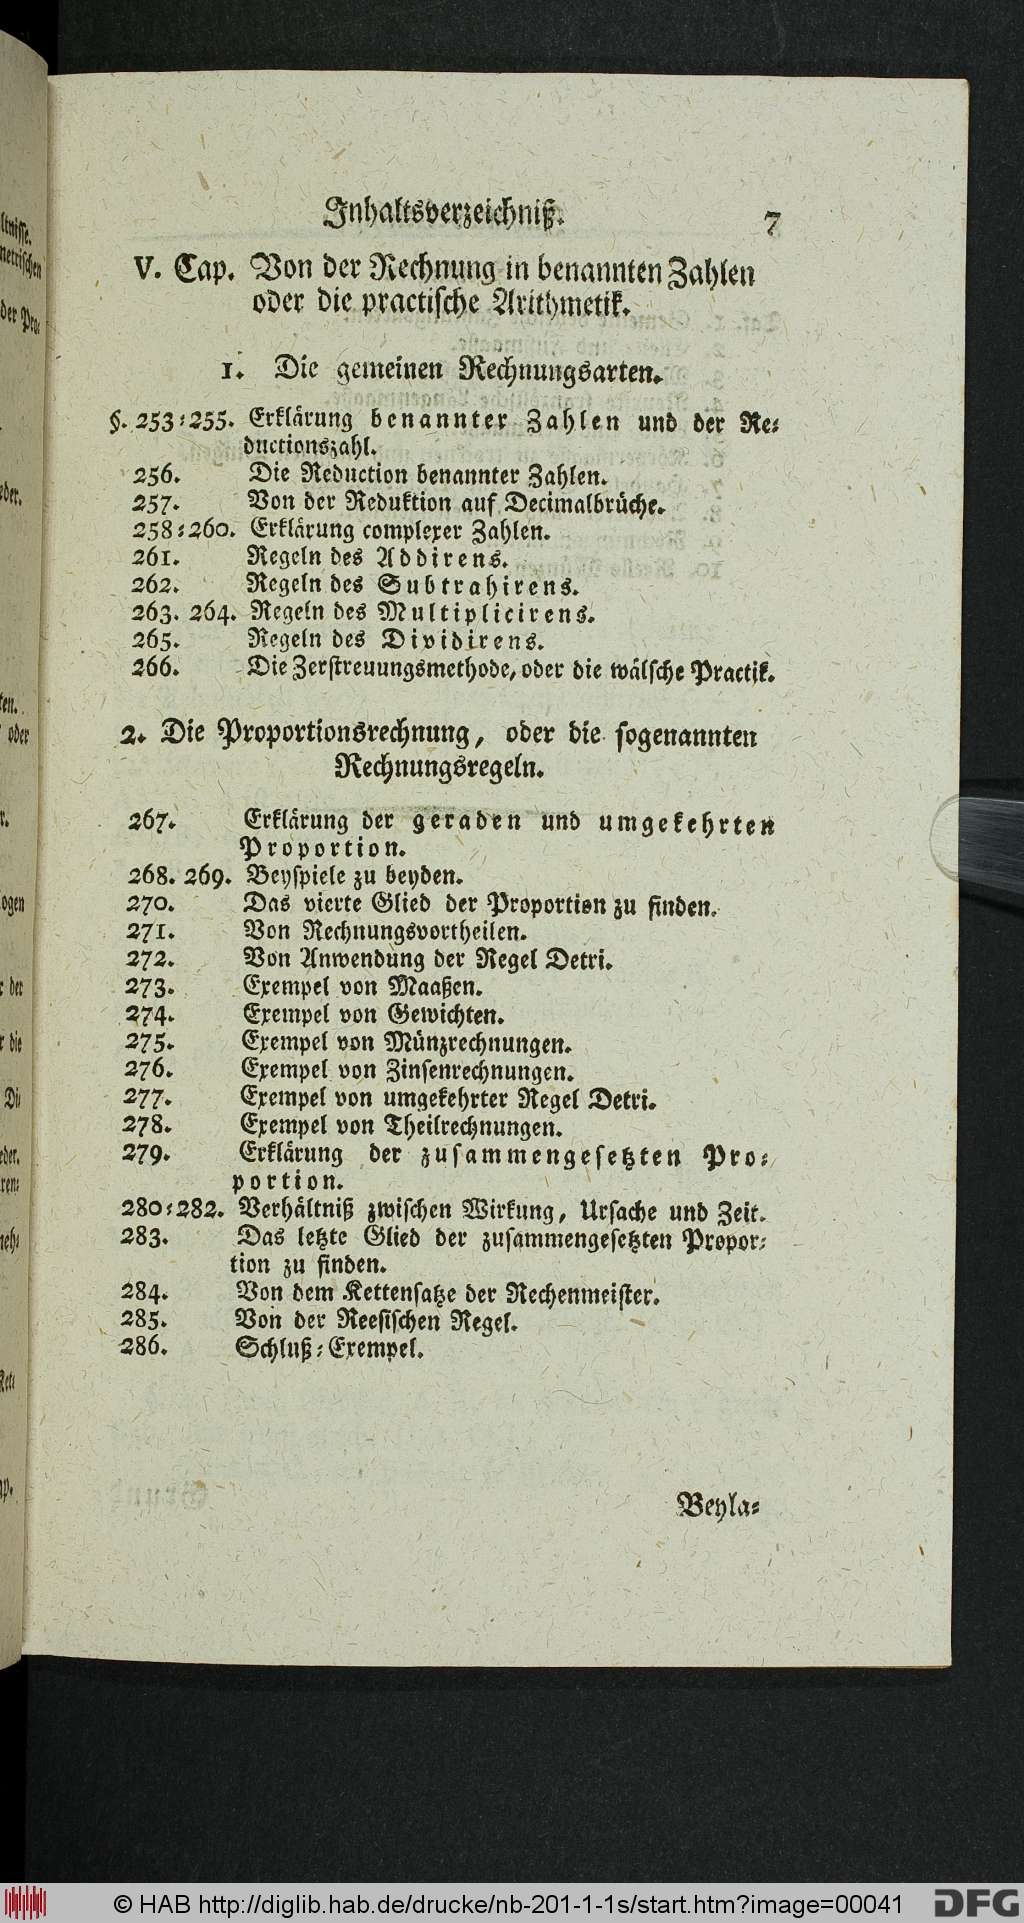 Inhaltsverzeichniß. 7
V. Cap. Von der Rechnung in benannten Zahlen
oder die practische Arithmetik.
1. Die gemeinen Rechnungsarten.
§. 253⸗255. Erklärung benannter Zahlen und der Re⸗
ductionszahl.
256. Die Reduction benannter Zahlen.
257. Von der Reduktion auf Decimalbrüche.
258⸗260. Erklärung complexer Zahlen.
261. Regeln des Addirens.
262. Regeln des Subtrahirens.
263. 264. Regeln des Multiplicirens.
265. Regeln des Dividirens.
266. Die Zerstreuungsmethode, oder die wälsche Practik.
2. Die Proportionsrechnung, oder die sogenannten
Rechnungsregeln.
267. Erklärung der geraden und umgekehrten
Proportion.
268. 269. Beyspiele zu beyden.
270. Das vierte Glied der Proportion zu finden.
271. Von Rechnungsvortheilen.
272. Von Anwendung der Regel Detri.
273. Exempel von Maaßen.
274. Exempel von Gewichten.
275. Exempel von Münzrechnungen.
276. Exempel von Zinsenrechnungen.
277. Exempel von umgekehrter Regel Detri.
278. Exempel von Theilrechnungen.
279. Erklärung der zusammengesetzten Pro⸗
portion.
280⸗282. Verhältniß zwischen Wirkung, Ursache und Zeit.
283. Das letzte Glied der zusammengesetzten Propor⸗
tion zu finden.
284. Von dem Kettensatze der Rechenmeister.
285. Von der Reesischen Regel.
286. Schluß⸗Exempel.
Beyla⸗
© HAB http://diglib.hab.de/drucke/nb-201-1-1s/start.htm?image=00041
DFG